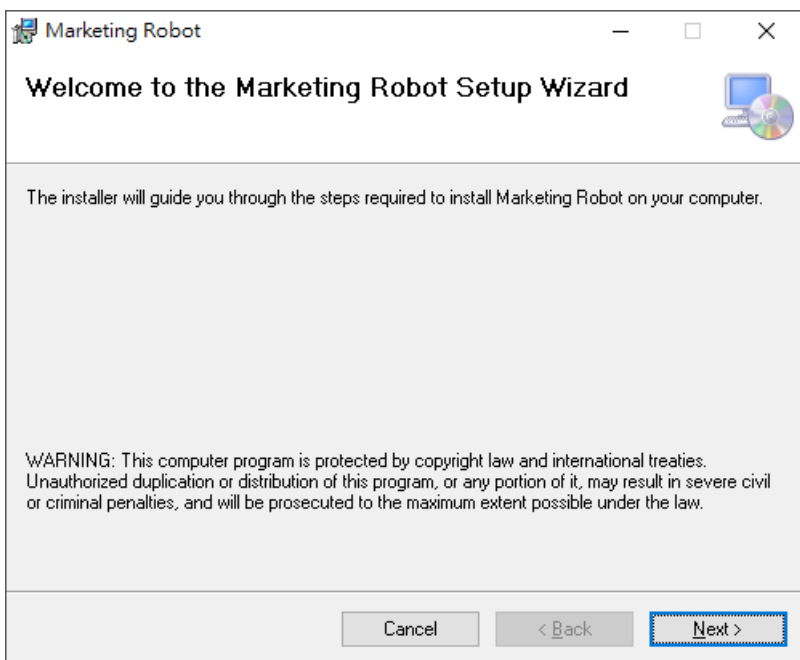 Marketing Robot
Welcome to the Marketing Robot Setup Wizard
The installer will guide you through the steps required to install Marketing Robot on your computer.
WARNING: This computer program is protected by copyright law and international treaties.
Unauthorized duplication or distribution of this program, or any portion of it, may result in severe civil
or criminal penalties, and will be prosecuted to the maximum extent possible under the law.
Cancel
< Back
Next >